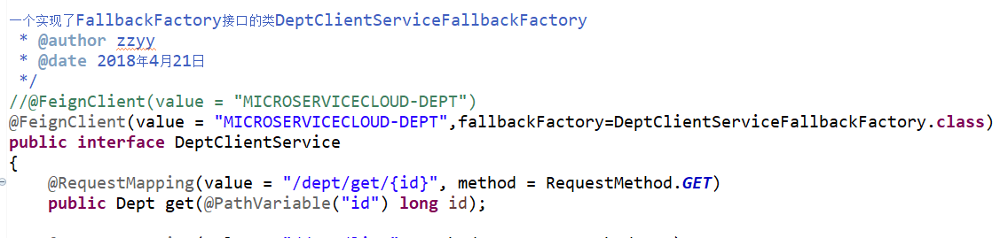 一个实现了FallbackFactory接口的类DeptClientServiceFallbackFactory
* @author zzyy
* @date 2018年4月21日
*/
//@FeignClient(value = "MICROSERVICECLOUD-DEPT")
@FeignClient(value = "MICROSERVICECLOUD-DEPT",fallbackFactory=DeptClientServiceFallbackFactory.class)
public interface DeptClientService
{
@RequestMapping(value = "/dept/get/{id}", method = RequestMethod.GET)
public Dept get(@PathVariable("id") long id);